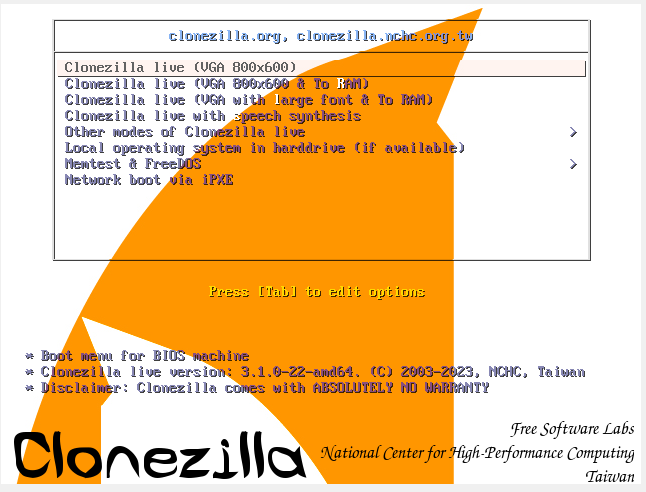 clonezilla.org, clonezilla.nchc.org.tw
Clonezilla live (VGA 800x600)
Clonezilla live (VGA 800x600 & To RAM)
Clonezilla live (VGA with large font & To RAM)
Clonezilla live with speech synthesis
Other modes of Clonezilla live >
Local operating system in harddrive (if available)
Memtest & FreeDOS >
Network boot via iPXE
Press [Tab] to edit options
* Boot menu for BIOS machine
* Clonezilla live version: 3.1.0-22-amd64. (C) 2003-2023, NCHC, Taiwan
* Disclaimer: Clonezilla comes with ABSOLUTELY NO WARRANTY
Free Software Labs
Clonezilla National Center for High-Performance Computing
Taiwan